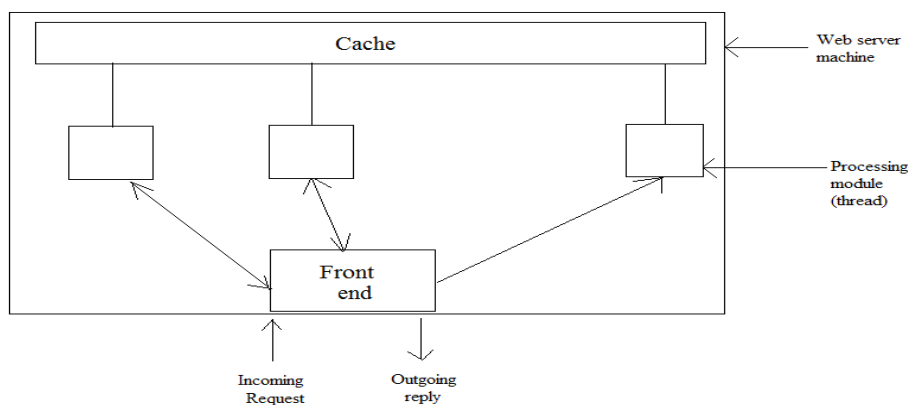 Cache
Web server
machine
Processing
module
(thread)
Front
end
Incoming
Request
Outgoing
reply